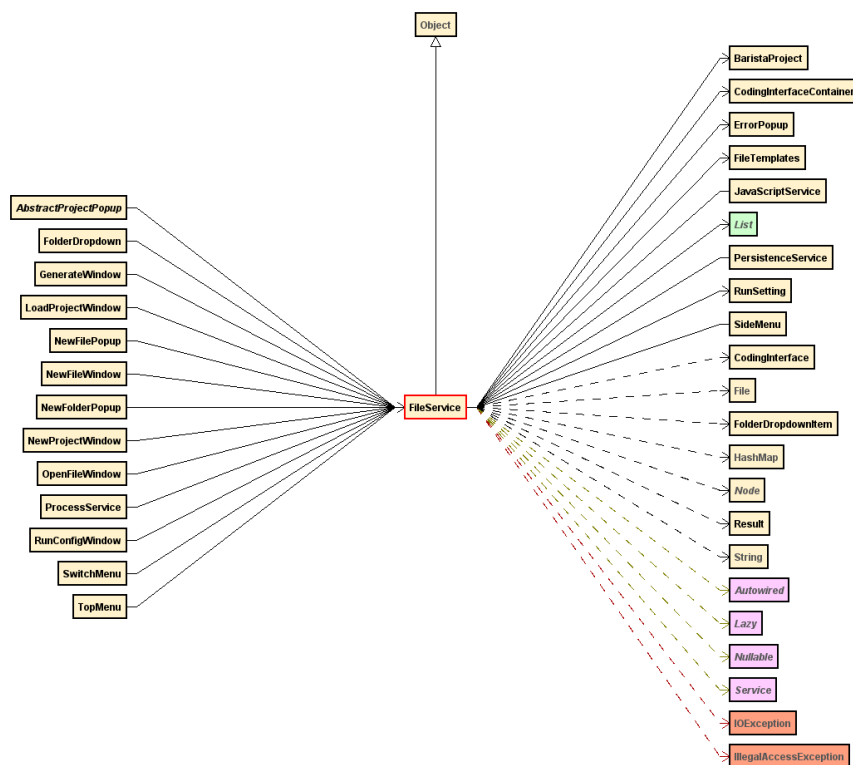 Object
AbstractProjectPopup
FolderDropdown
GenerateWindow
LoadProjectWindow
NewFilePopup
NewFileWindow
NewFolderPopup
NewProjectWindow
OpenFileWindow
ProcessService
RunConfigWindow
SwitchMenu
TopMenu
FileService
BaristaProject
CodingInterfaceContainer
ErrorPopup
FileTemplates
JavaScriptService
List
PersistenceService
RunSetting
SideMenu
CodingInterface
File
FolderDropdownItem
HashMap
Node
Result
String
Autowired
Lazy
Nullable
Service
IOException
IllegalAccessException